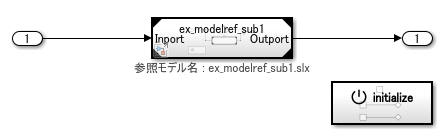 ex_modelref_sub1
1 Inport Outport 1
参照モデル名 : ex_modelref_sub1.slx
initialize